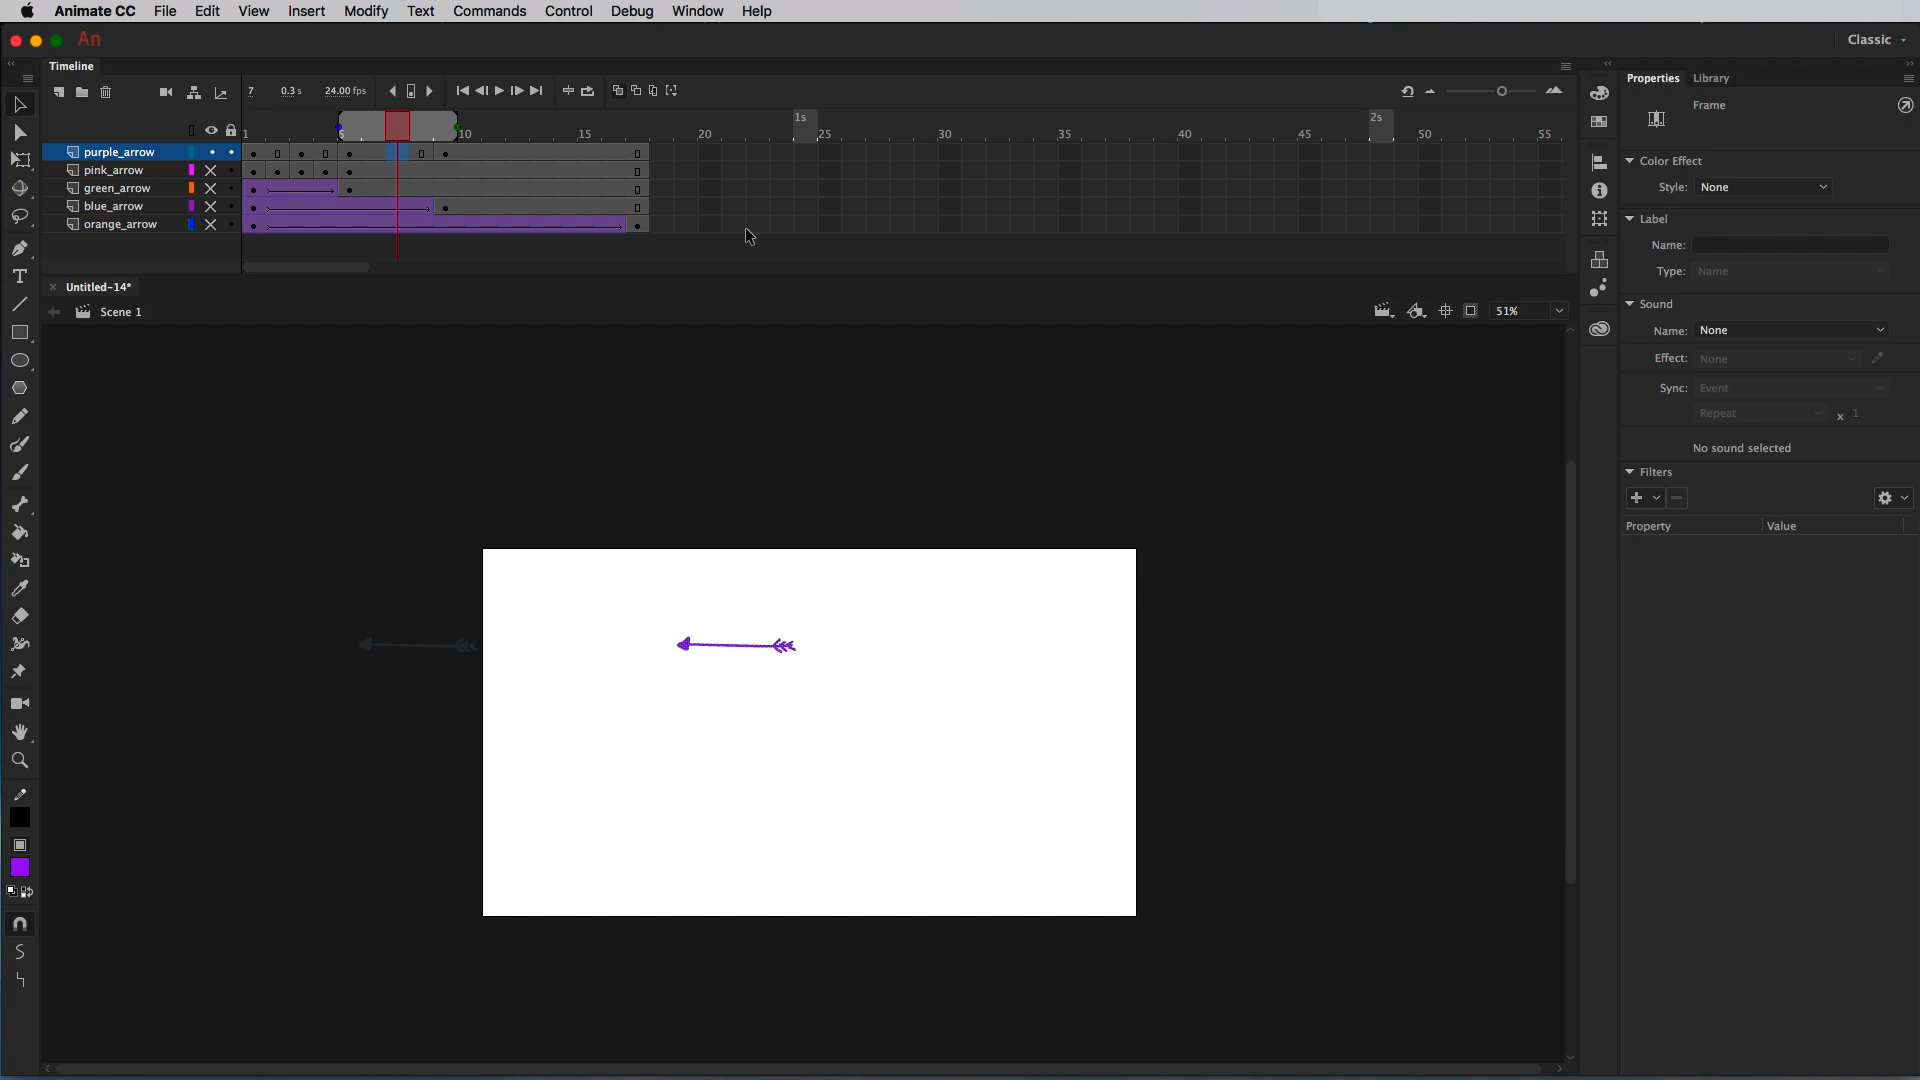 Animate CC File Edit View Insert Modify Text Commands Control Debug Window Help
An Classic
Timeline
7 0.3 s 24.00 fps
1s 2s
1 5 10 15 20 25 30 35 40 45 50 55
purple_arrow
pink_arrow
green_arrow
blue_arrow
orange_arrow
Untitled-14*
Scene 1 51%
Properties Library
Frame
Color Effect
Style: None
Label
Name:
Type: Name
Sound
Name: None
Effect: None
Sync: Event
Repeat x 1
No sound selected
Filters
Property Value